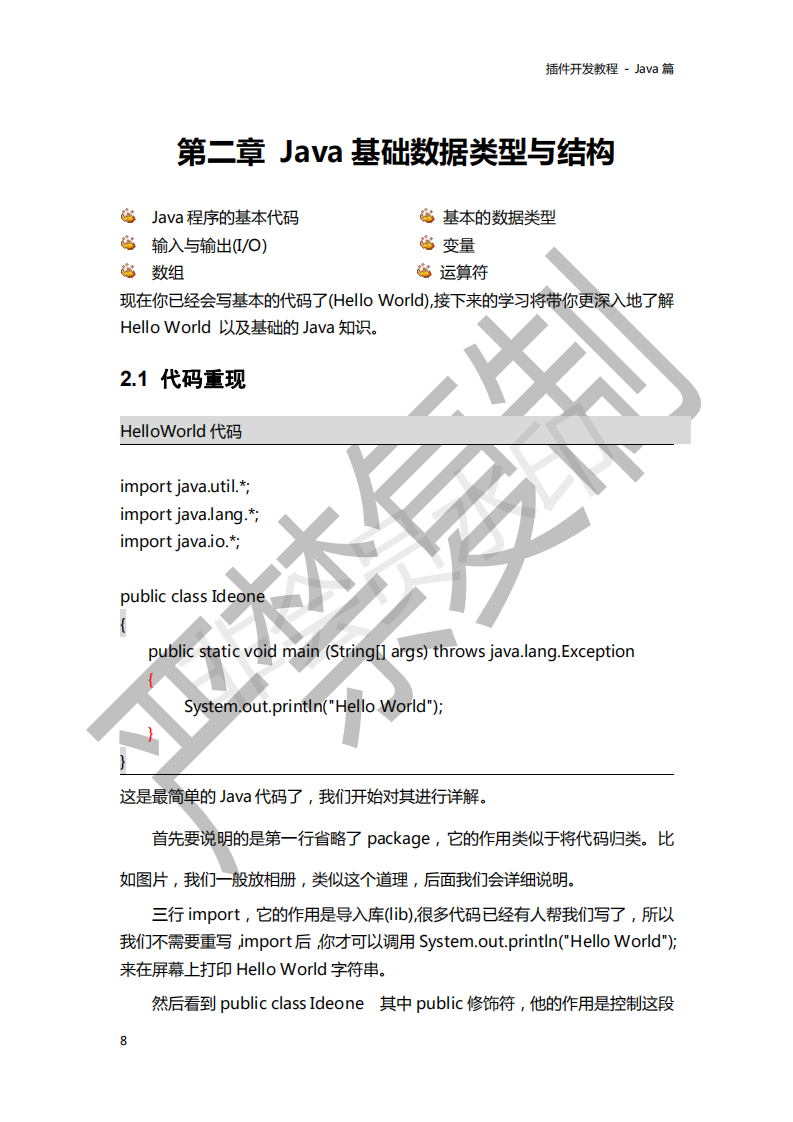 插件开发教程 - Java 篇
第二章 Java 基础数据类型与结构
Java 程序的基本代码
基本的数据类型
输入与输出(I/O)
变量
数组
运算符
现在你已经会写基本的代码了(Hello World),接下来的学习将带你更深入地了解
Hello World 以及基础的 Java 知识。
2.1 代码重现
HelloWorld 代码
import java.util.*;
import java.lang.*;
import java.io.*;
public class Ideone
{
public static void main (String[] args) throws java.lang.Exception
{
System.out.println("Hello World");
}
}
这是最简单的 Java 代码了，我们开始对其进行详解。
首先要说明的是第一行省略了 package，它的作用类似于将代码归类。比
如图片，我们一般放相册，类似这个道理，后面我们会详细说明。
三行 import，它的作用是导入库(lib),很多代码已经有人帮我们写了，所以
我们不需要重写，import 后，你才可以调用 System.out.println("Hello World");
来在屏幕上打印 Hello World 字符串。
然后看到 public class Ideone 其中 public 修饰符，他的作用是控制这段
8
严禁复制
非会员水印